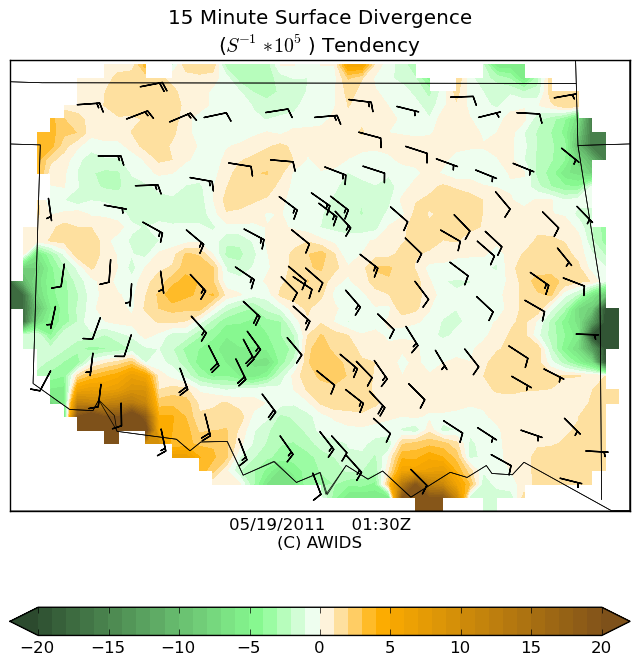 15 Minute Surface Divergence
(S⁻¹ ∗10⁵ ) Tendency
05/19/2011 01:30Z
(C) AWIDS
−20 −15 −10 −5 0 5 10 15 20